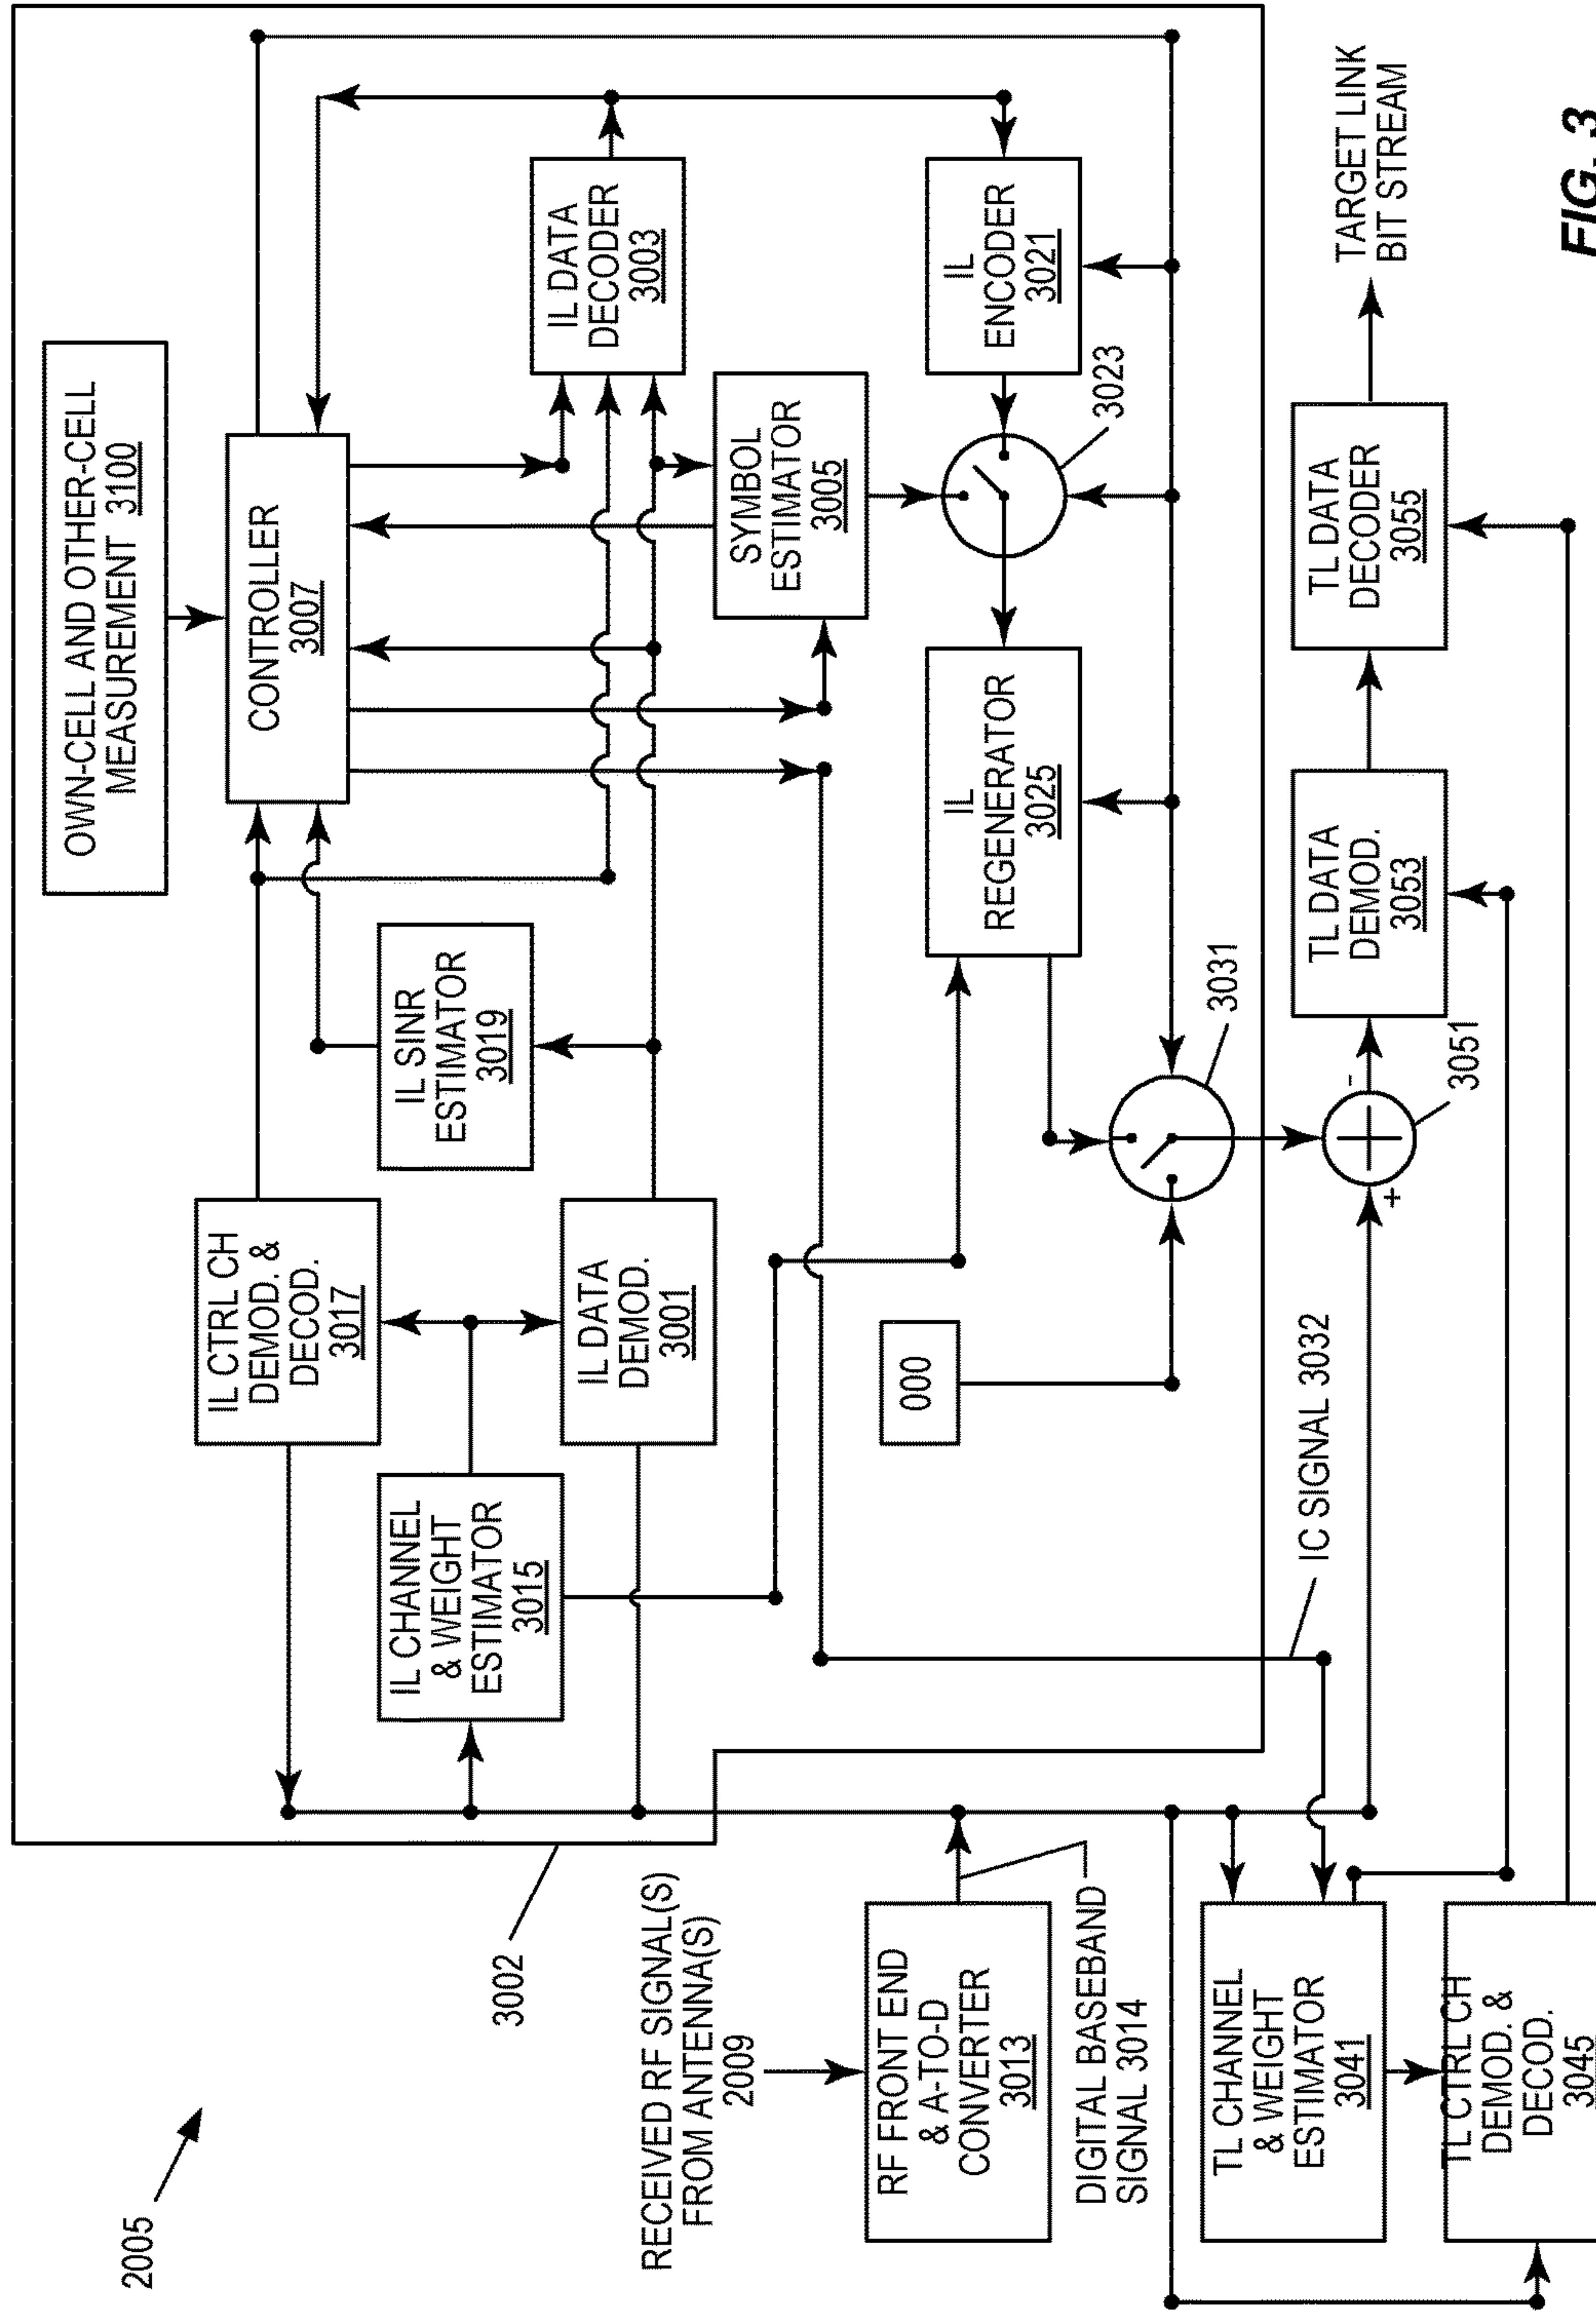 2005
3002
OWN-CELL AND OTHER-CELL
MEASUREMENT 3100
CONTROLLER
3007
IL CTRL CH
DEMOD. &
DECOD.
3017
IL SINR
ESTIMATOR
3019
IL CHANNEL
& WEIGHT
ESTIMATOR
3015
IL DATA
DEMOD.
3001
IL DATA
DECODER
3003
SYMBOL
ESTIMATOR
3005
IL
ENCODER
3021
3023
IL
REGENERATOR
3025
000
3031
RECEIVED RF SIGNAL(S)
FROM ANTENNA(S)
2009
RF FRONT END
& A-TO-D
CONVERTER
3013
DIGITAL BASEBAND
SIGNAL 3014
IC SIGNAL 3032
TL CHANNEL
& WEIGHT
ESTIMATOR
3041
TL CTRL CH
DEMOD. &
DECOD.
3045
+
-
3051
TL DATA
DEMOD.
3053
TL DATA
DECODER
3055
TARGET LINK
BIT STREAM
FIG. 3